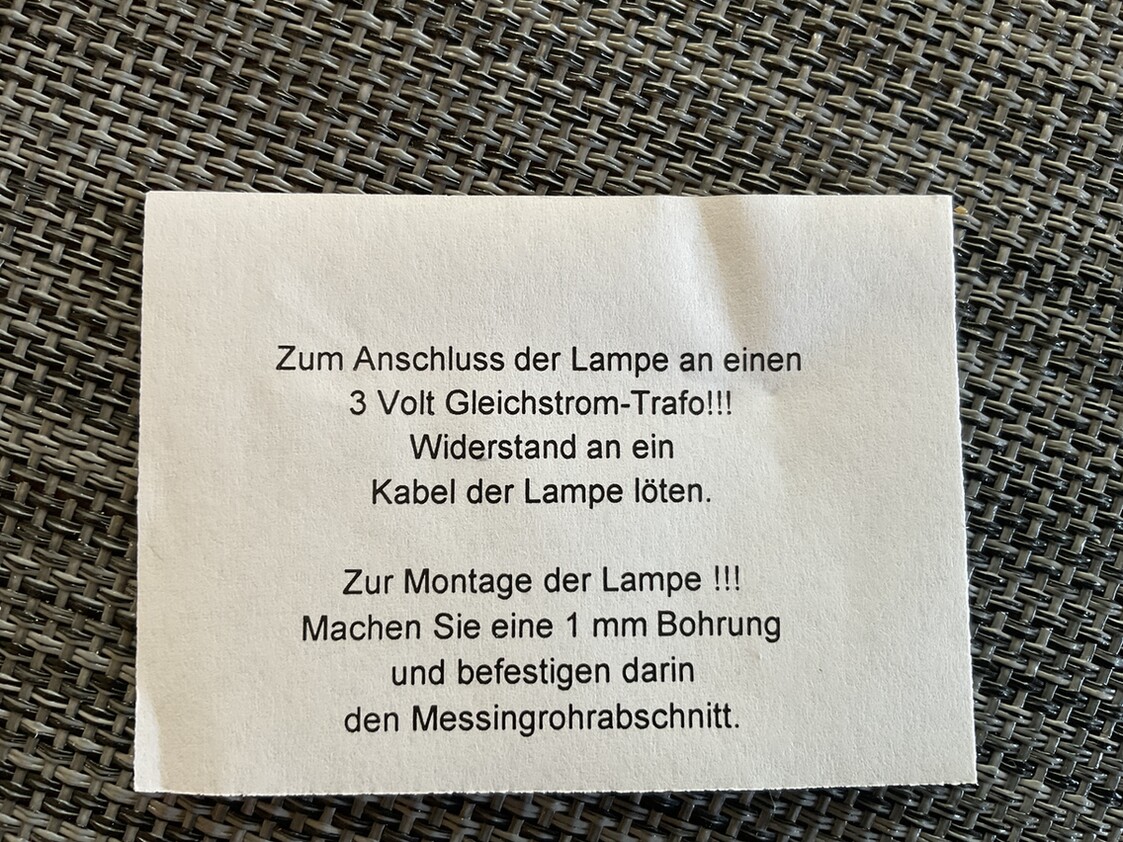 Zum Anschluss der Lampe an einen
3 Volt Gleichstrom-Trafo!!!
Widerstand an ein
Kabel der Lampe löten.
Zur Montage der Lampe !!!
Machen Sie eine 1 mm Bohrung
und befestigen darin
den Messingrohrabschnitt.